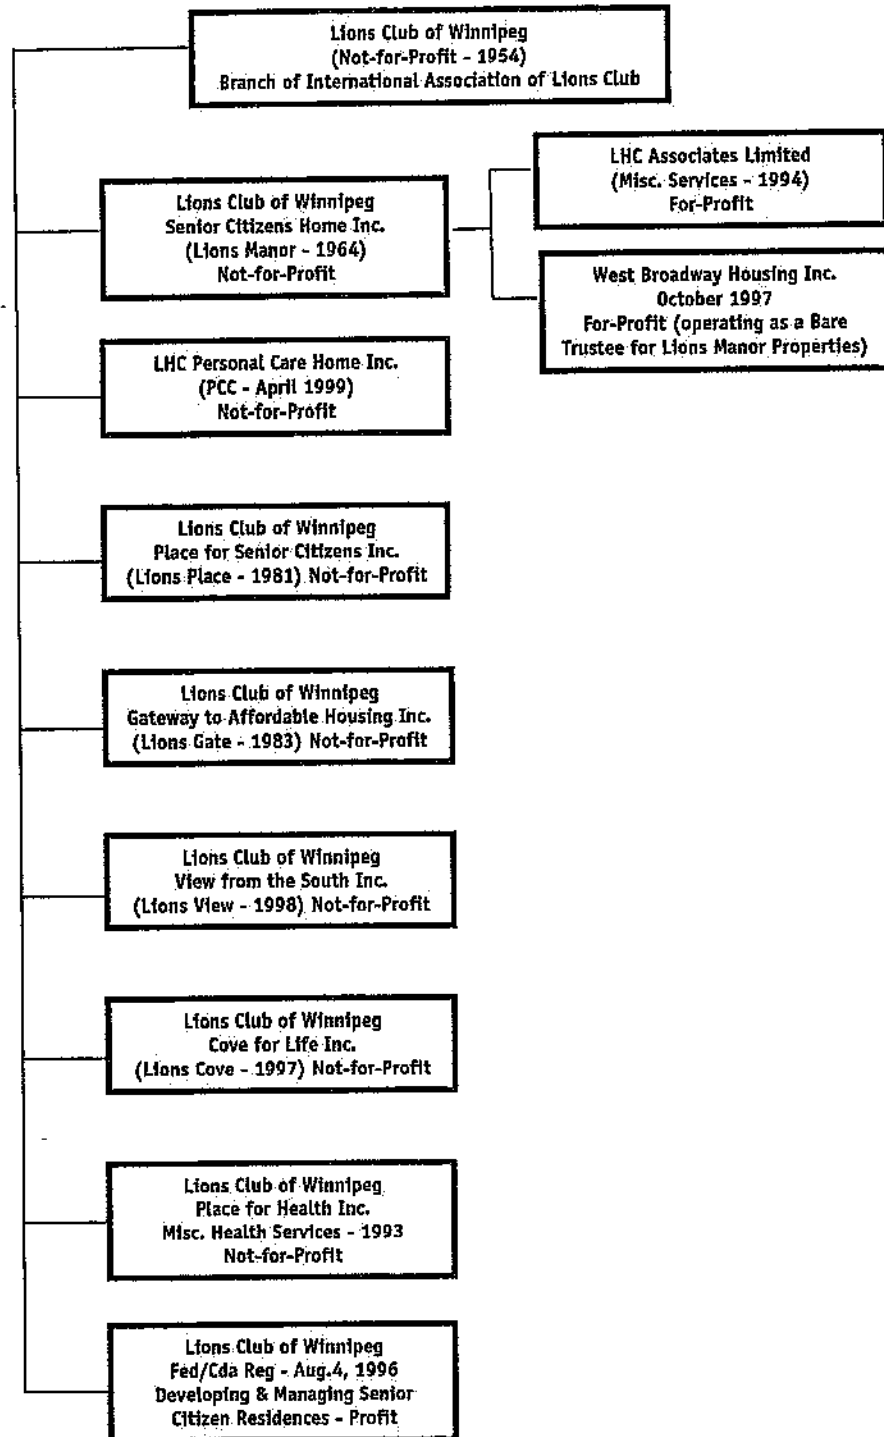 Lions Club of Winnipeg
(Not-for-Profit - 1954)
Branch of International Association of Lions Club
LHC Associates Limited
(Misc. Services - 1994)
For-Profit
Lions Club of Winnipeg
Senior Citizens Home Inc.
(Lions Manor - 1964)
Not-for-Profit
West Broadway Housing Inc.
October 1997
For-Profit (operating as a Bare
Trustee for Lions Manor Properties)
LHC Personal Care Home Inc.
(PCC - April 1999)
Not-for-Profit
Lions Club of Winnipeg
Place for Senior Citizens Inc.
(Lions Place - 1981) Not-for-Profit
Lions Club of Winnipeg
Gateway to Affordable Housing Inc.
(Lions Gate - 1983) Not-for-Profit
Lions Club of Winnipeg
View from the South Inc.
(Lions View - 1998) Not-for-Profit
Lions Club of Winnipeg
Cove for Life Inc.
(Lions Cove - 1997) Not-for-Profit
Lions Club of Winnipeg
Place for Health Inc.
Misc. Health Services - 1993
Not-for-Profit
Lions Club of Winnipeg
Fed/Cda Reg - Aug.4, 1996
Developing & Managing Senior
Citizen Residences - Profit